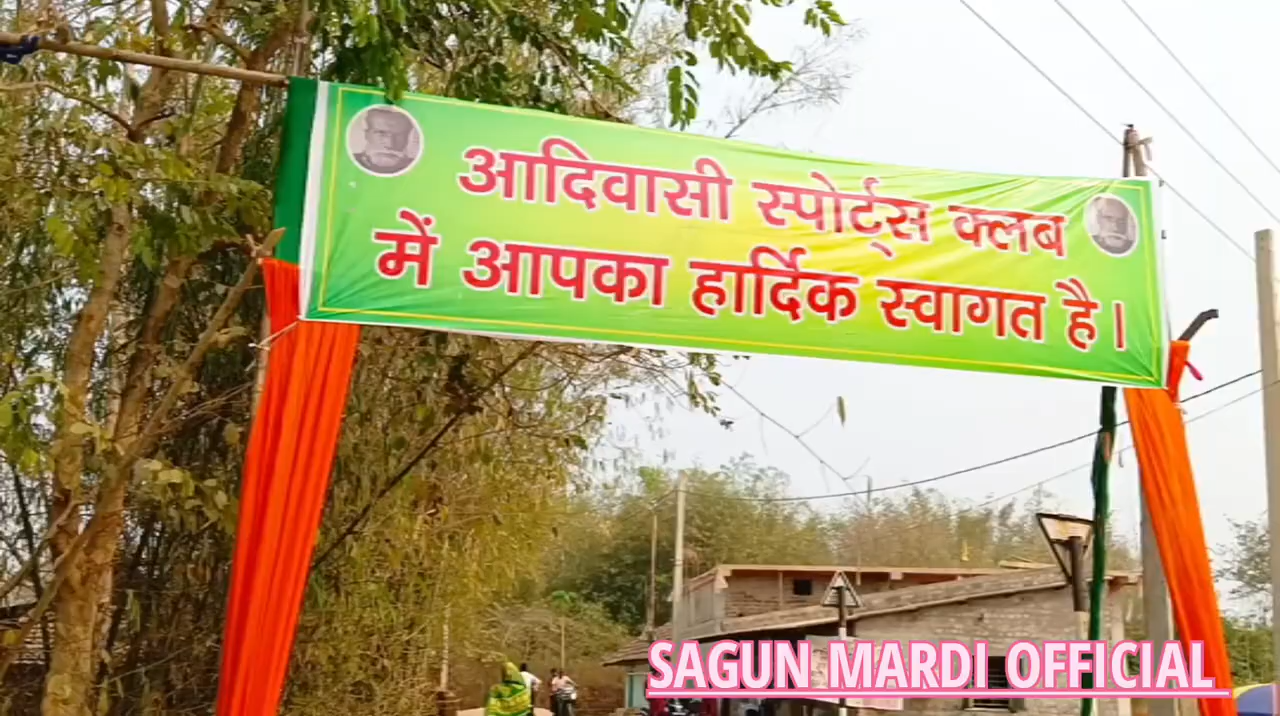 आदिवासी स्पोर्ट्स क्लब
में आपका हार्दिक स्वागत है।
SAGUN MARDI OFFICIAL